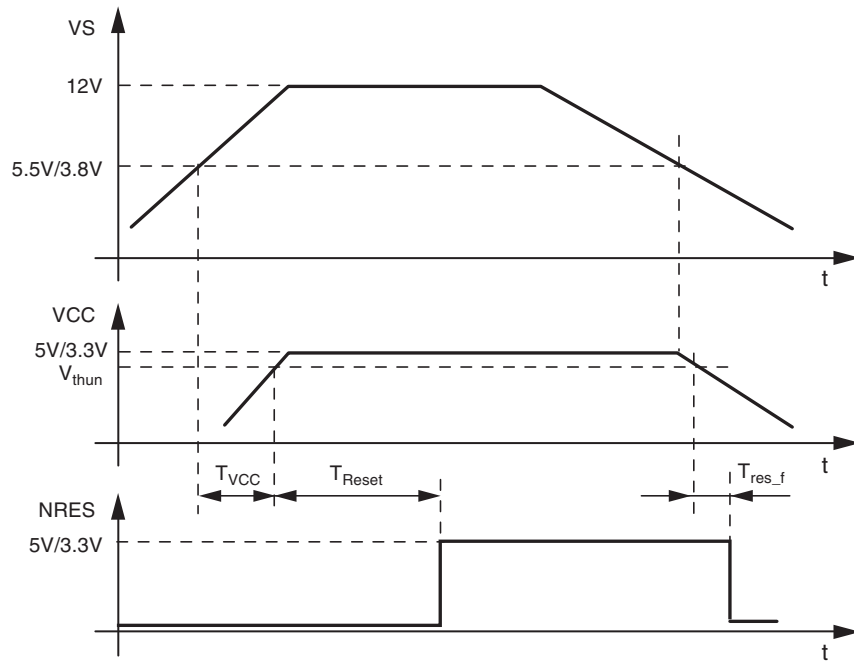 VS
12V
5.5V/3.8V
t
VCC
5V/3.3V
Vthun
t
TVCC
TReset
Tres_f
NRES
5V/3.3V
t